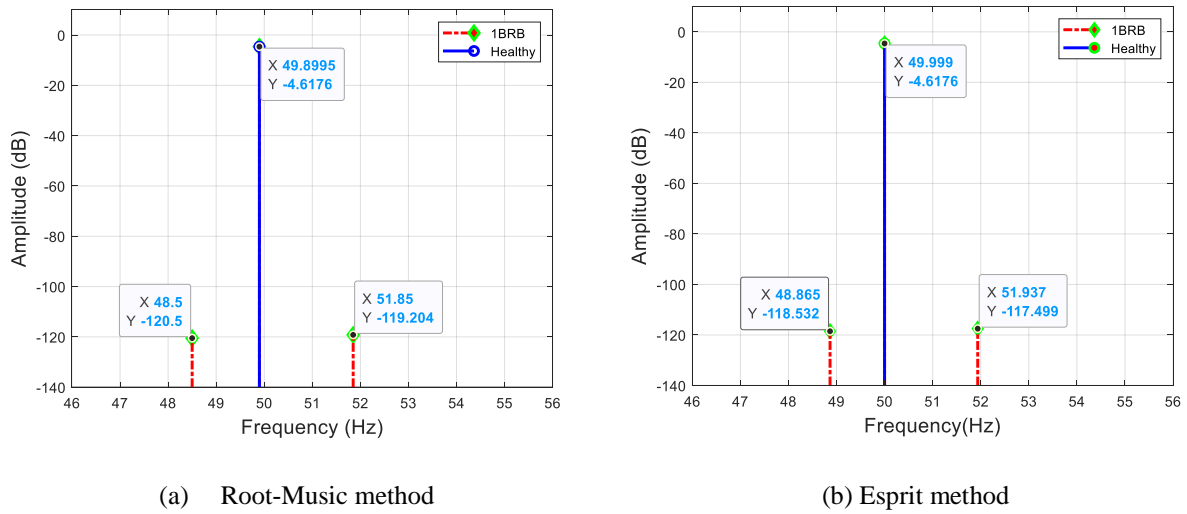 1BRB
Healthy
X 49.8995
Y -4.6176
X 48.5
Y -120.5
X 51.85
Y -119.204
0
-20
-40
-60
-80
-100
-120
-140
Amplitude (dB)
46 47 48 49 50 51 52 53 54 55 56
Frequency (Hz)
(a) Root-Music method
1BRB
Healthy
X 49.999
Y -4.6176
X 48.865
Y -118.532
X 51.937
Y -117.499
0
-20
-40
-60
-80
-100
-120
-140
Amplitude (dB)
46 47 48 49 50 51 52 53 54 55 56
Frequency(Hz)
(b) Esprit method